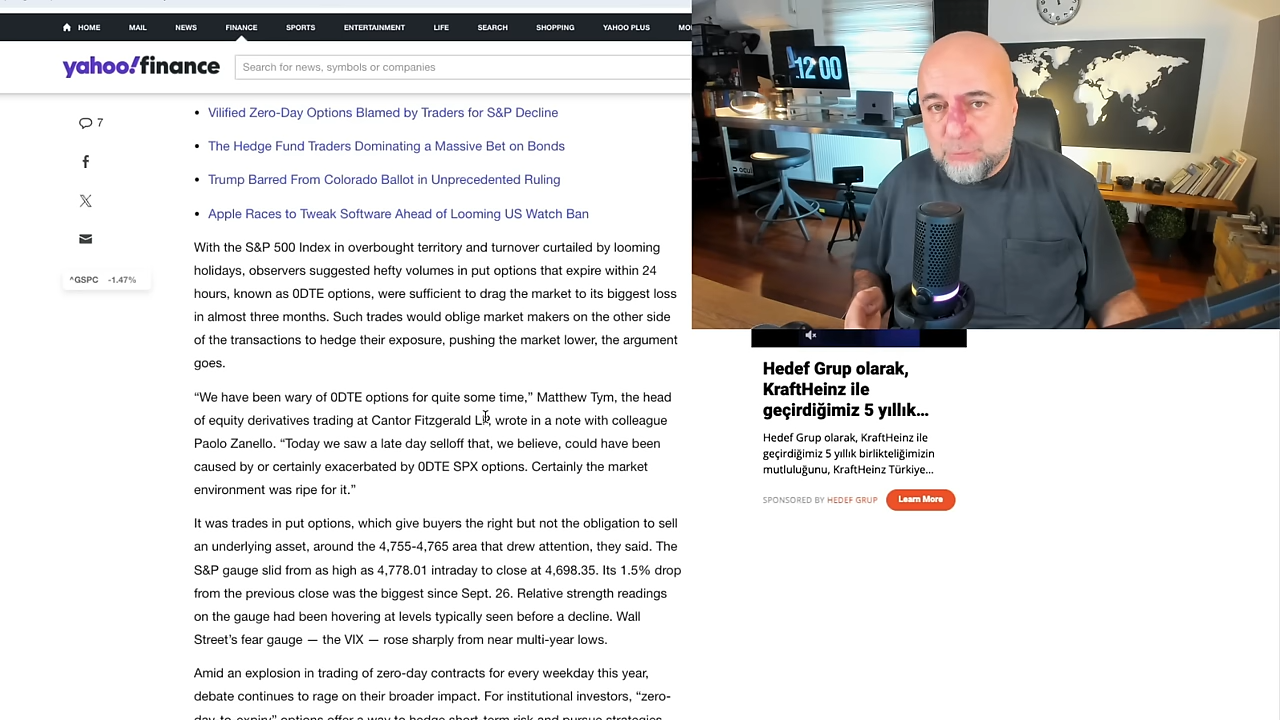 HOME MAIL NEWS FINANCE SPORTS ENTERTAINMENT LIFE SEARCH SHOPPING YAHOO PLUS
yahoo!finance
Search for news, symbols or companies
7
^GSPC -1.47%
• Vilified Zero-Day Options Blamed by Traders for S&P Decline
• The Hedge Fund Traders Dominating a Massive Bet on Bonds
• Trump Barred From Colorado Ballot in Unprecedented Ruling
• Apple Races to Tweak Software Ahead of Looming US Watch Ban
With the S&P 500 Index in overbought territory and turnover curtailed by looming
holidays, observers suggested hefty volumes in put options that expire within 24
hours, known as 0DTE options, were sufficient to drag the market to its biggest loss
in almost three months. Such trades would oblige market makers on the other side
of the transactions to hedge their exposure, pushing the market lower, the argument
goes.
“We have been wary of 0DTE options for quite some time,” Matthew Tym, the head
of equity derivatives trading at Cantor Fitzgerald LP, wrote in a note with colleague
Paolo Zanello. “Today we saw a late day selloff that, we believe, could have been
caused by or certainly exacerbated by 0DTE SPX options. Certainly the market
environment was ripe for it.”
It was trades in put options, which give buyers the right but not the obligation to sell
an underlying asset, around the 4,755-4,765 area that drew attention, they said. The
S&P gauge slid from as high as 4,778.01 intraday to close at 4,698.35. Its 1.5% drop
from the previous close was the biggest since Sept. 26. Relative strength readings
on the gauge had been hovering at levels typically seen before a decline. Wall
Street’s fear gauge — the VIX — rose sharply from near multi-year lows.
Amid an explosion in trading of zero-day contracts for every weekday this year,
debate continues to rage on their broader impact. For institutional investors, “zero-
day-to-expiry” options offer a way to hedge short-term risk and pursue strategies
12 00
Hedef Grup olarak,
KraftHeinz ile
geçirdiğimiz 5 yıllık...
Hedef Grup olarak, KraftHeinz ile
geçirdiğimiz 5 yıllık birlikteliğimizin
mutluluğunu, KraftHeinz Türkiye...
SPONSORED BY HEDEF GRUP
Learn More